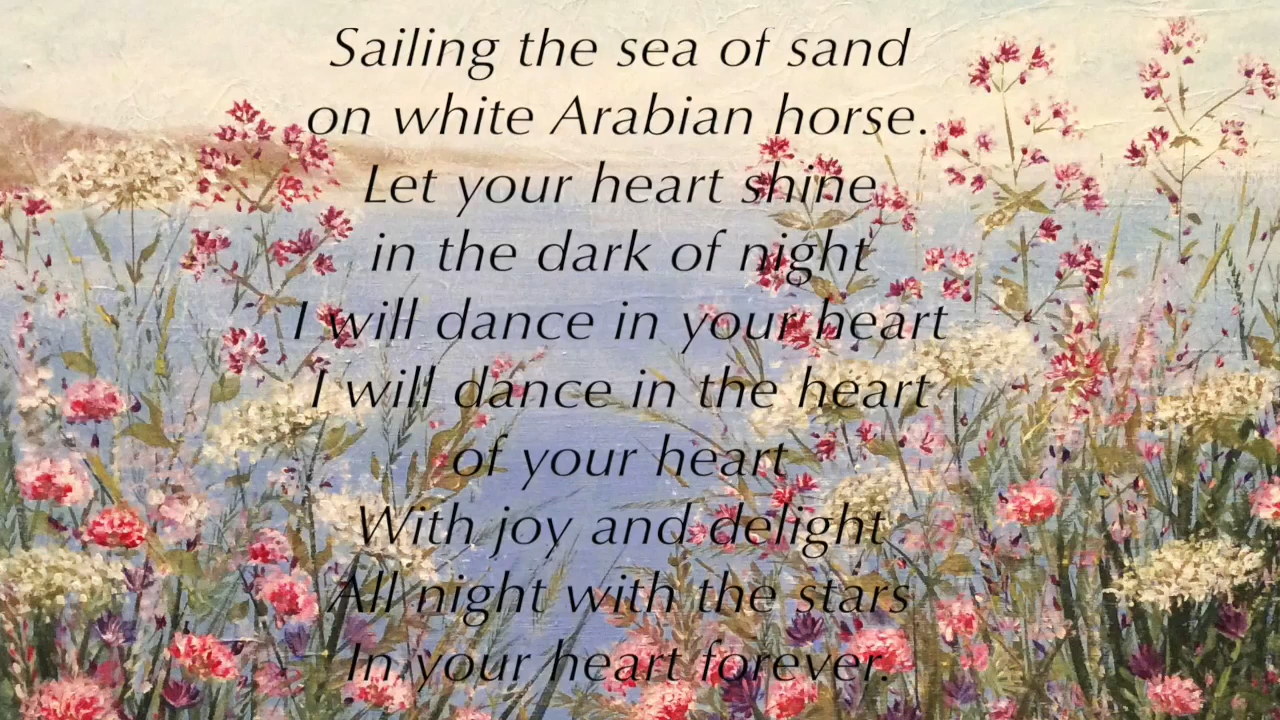 Sailing the sea of sand
on white Arabian horse.
Let your heart shine
in the dark of night
I will dance in your heart
I will dance in the heart
of your heart
With joy and delight
All night with the stars
In your heart forever.